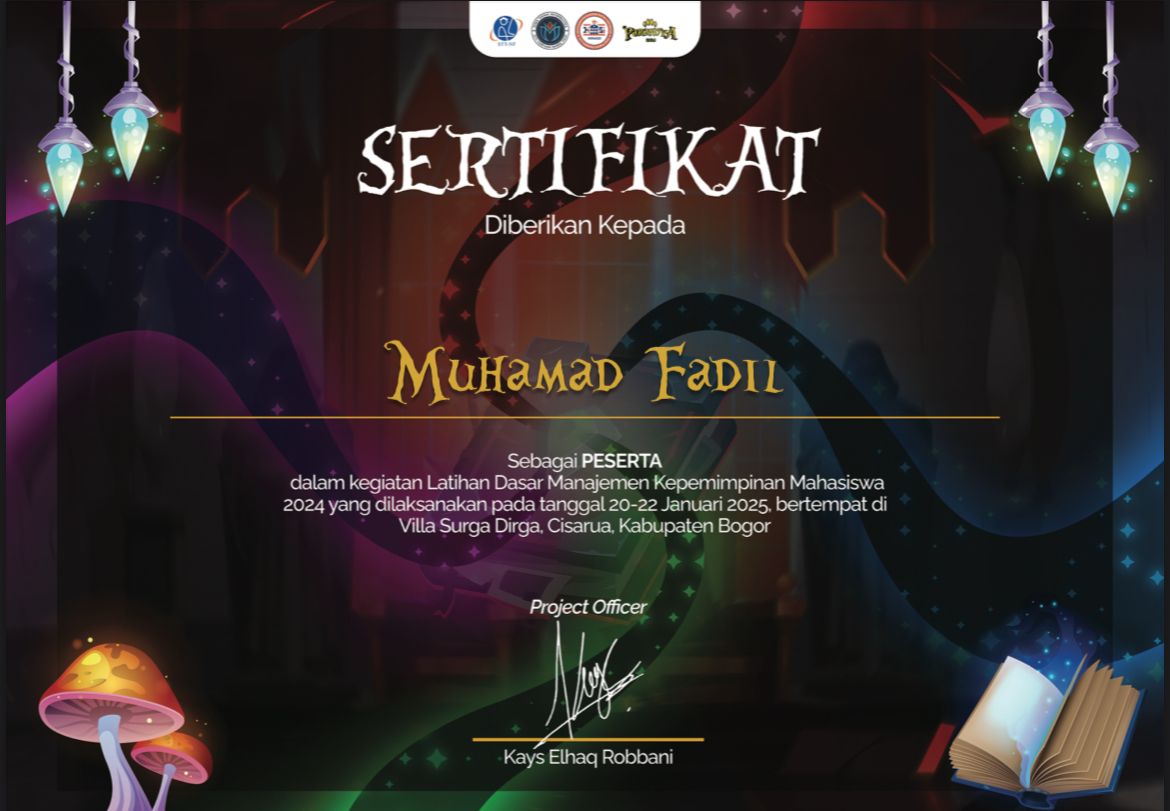 SERTIFIKAT
Diberikan Kepada
Muhamad Fadil
Sebagai PESERTA
dalam kegiatan Latihan Dasar Manajemen Kepemimpinan Mahasiswa
2024 yang dilaksanakan pada tanggal 20-22 Januari 2025, bertempat di
Villa Surga Dirga, Cisarua, Kabupaten Bogor
Project Officer
Kays Elhaq Robbani